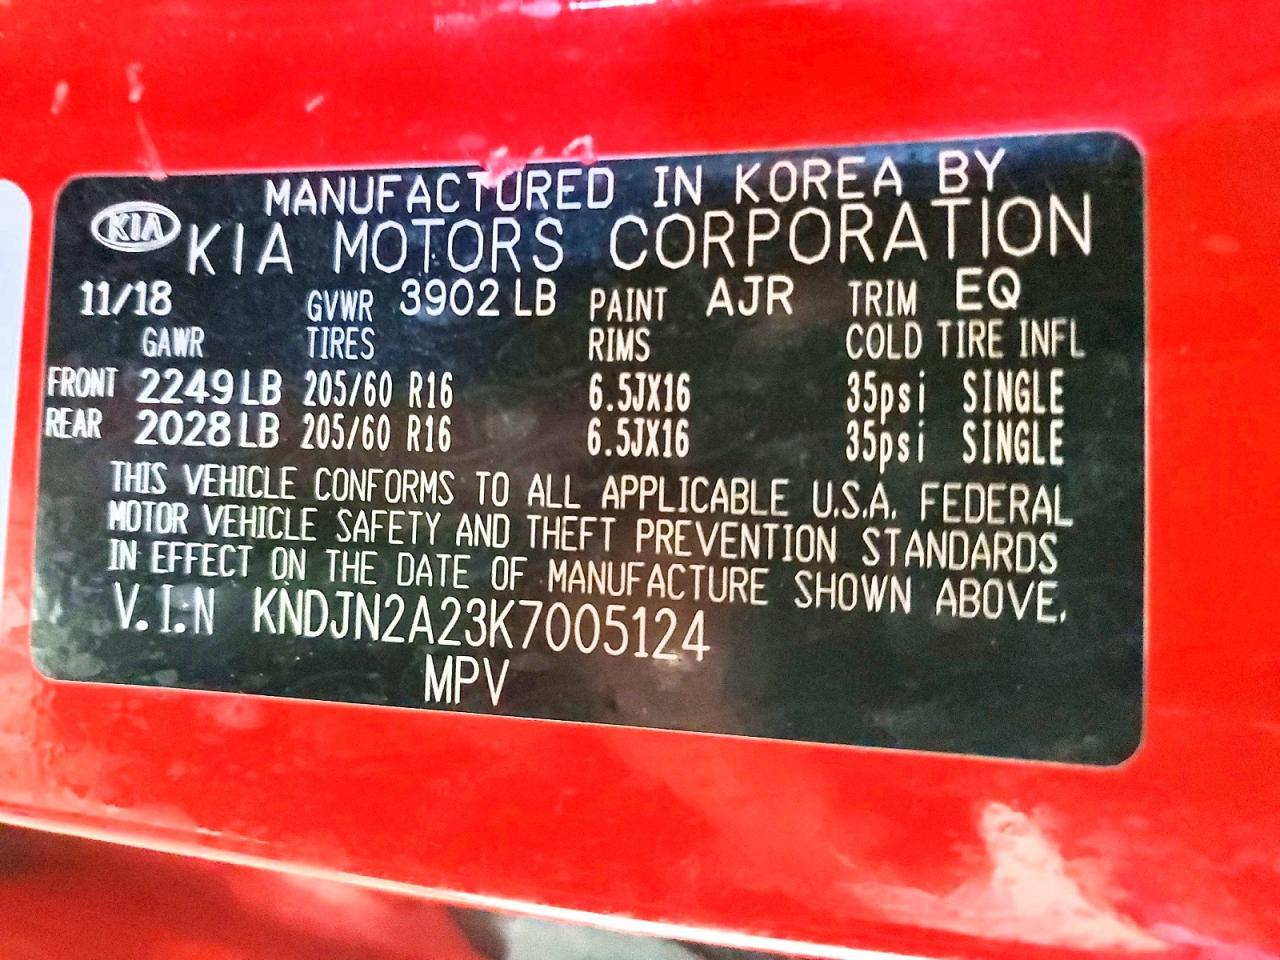 MANUFACTURED IN KOREA BY
KIA KIA MOTORS CORPORATION
11/18 GVWR 3902 LB PAINT AJR TRIM EQ
GAWR TIRES RIMS COLD TIRE INFL
FRONT 2249 LB 205/60 R16 6.5JX16 35psi SINGLE
REAR 2028 LB 205/60 R16 6.5JX16 35psi SINGLE
THIS VEHICLE CONFORMS TO ALL APPLICABLE U.S.A. FEDERAL
MOTOR VEHICLE SAFETY AND THEFT PREVENTION STANDARDS
IN EFFECT ON THE DATE OF MANUFACTURE SHOWN ABOVE.
V.I.N KNDJN2A23K7005124
MPV